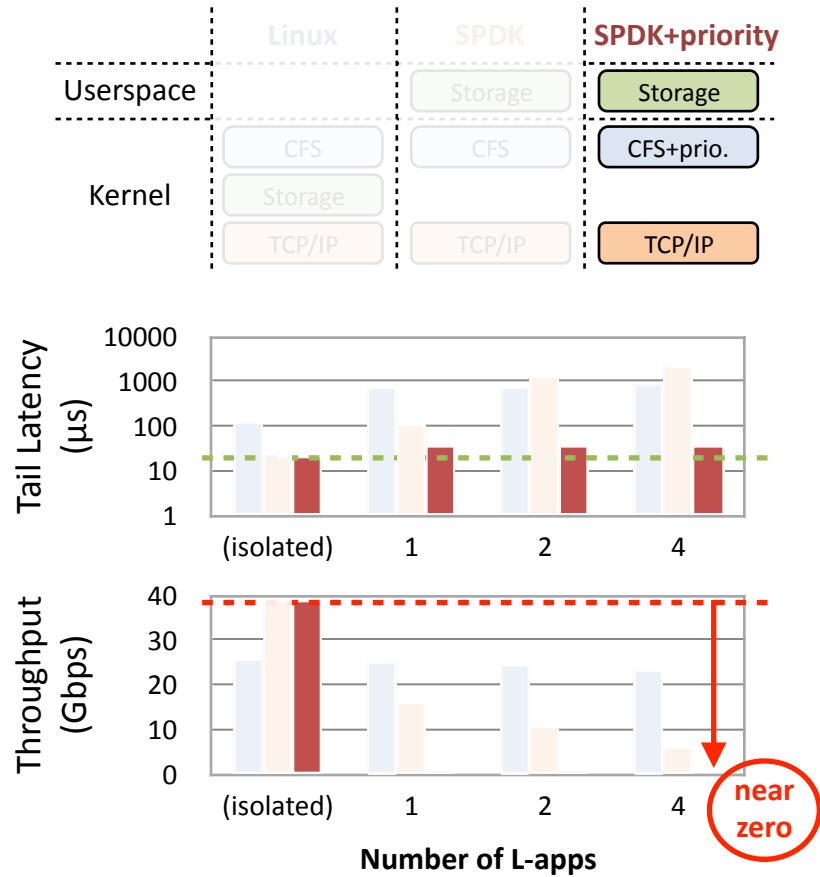 Linux SPDK SPDK+priority
Userspace Storage Storage
CFS CFS CFS+prio.
Kernel Storage
TCP/IP TCP/IP TCP/IP
Tail Latency
(µs)
10000
1000
100
10
1
(isolated) 1 2 4
Throughput
(Gbps)
40
30
20
10
0
(isolated) 1 2 4
near
zero
Number of L-apps